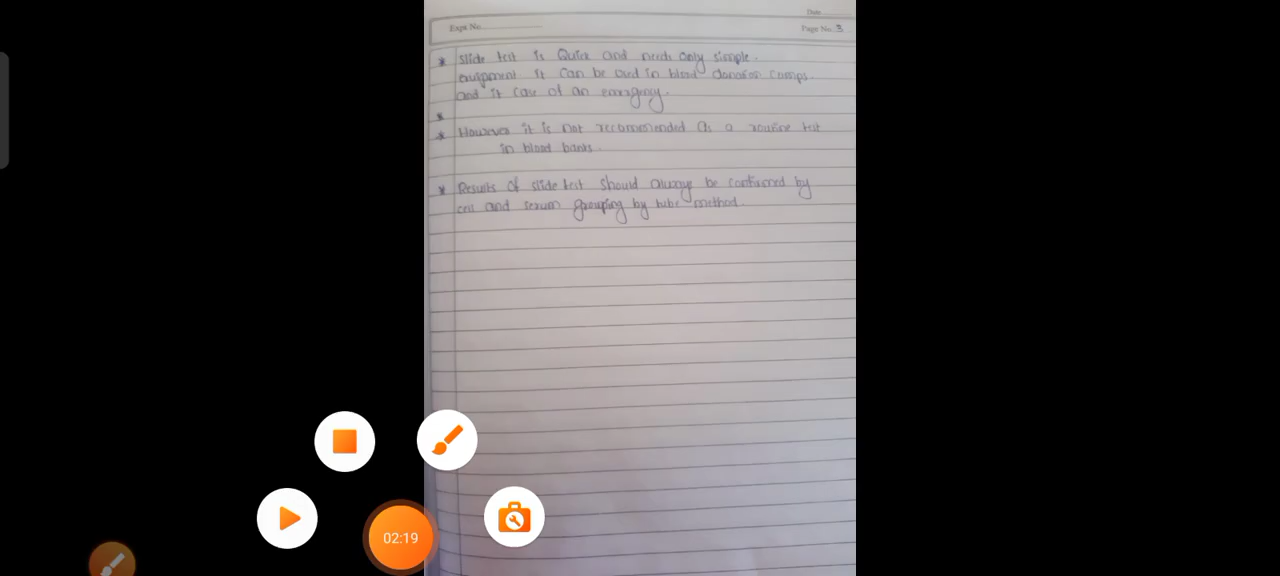 Date
Expt. No.
Page No. 3
* Slide test is Quick and needs only simple.
equipment it can be used in blood donation camps.
and it case of an emergency.
*
* However it is not recommended as a routine test
in blood banks.
* Results of slide test should always be confirmed by
cell and serum grouping by tube method.
02:19